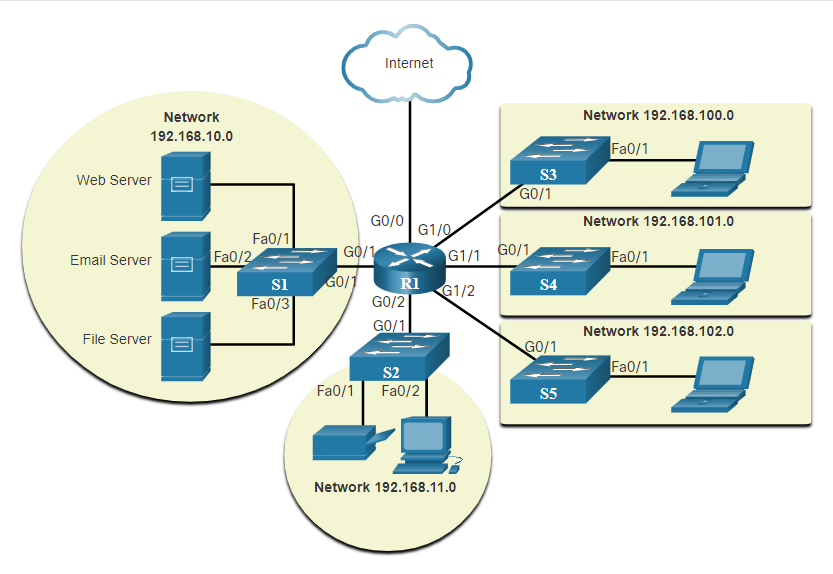 Internet
Network
192.168.10.0
Web Server
Email Server
File Server
Fa0/1
Fa0/2
Fa0/3
S1
G0/1
G0/1
G0/0
G1/0
G1/1
G1/2
R1
G0/2
G0/1
S2
Fa0/1
Fa0/2
Network 192.168.11.0
Network 192.168.100.0
S3
Fa0/1
G0/1
Network 192.168.101.0
G0/1
S4
Fa0/1
Network 192.168.102.0
G0/1
S5
Fa0/1